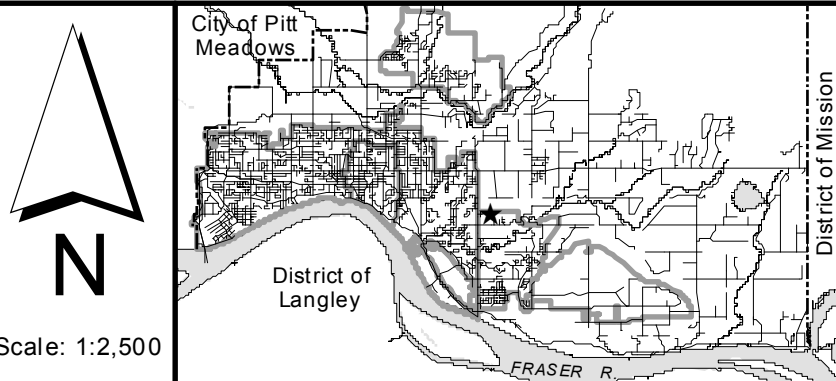 City of Pitt
Meadows
District of Mission
District of
Langley
N
Scale: 1:2,500
FRASER R.